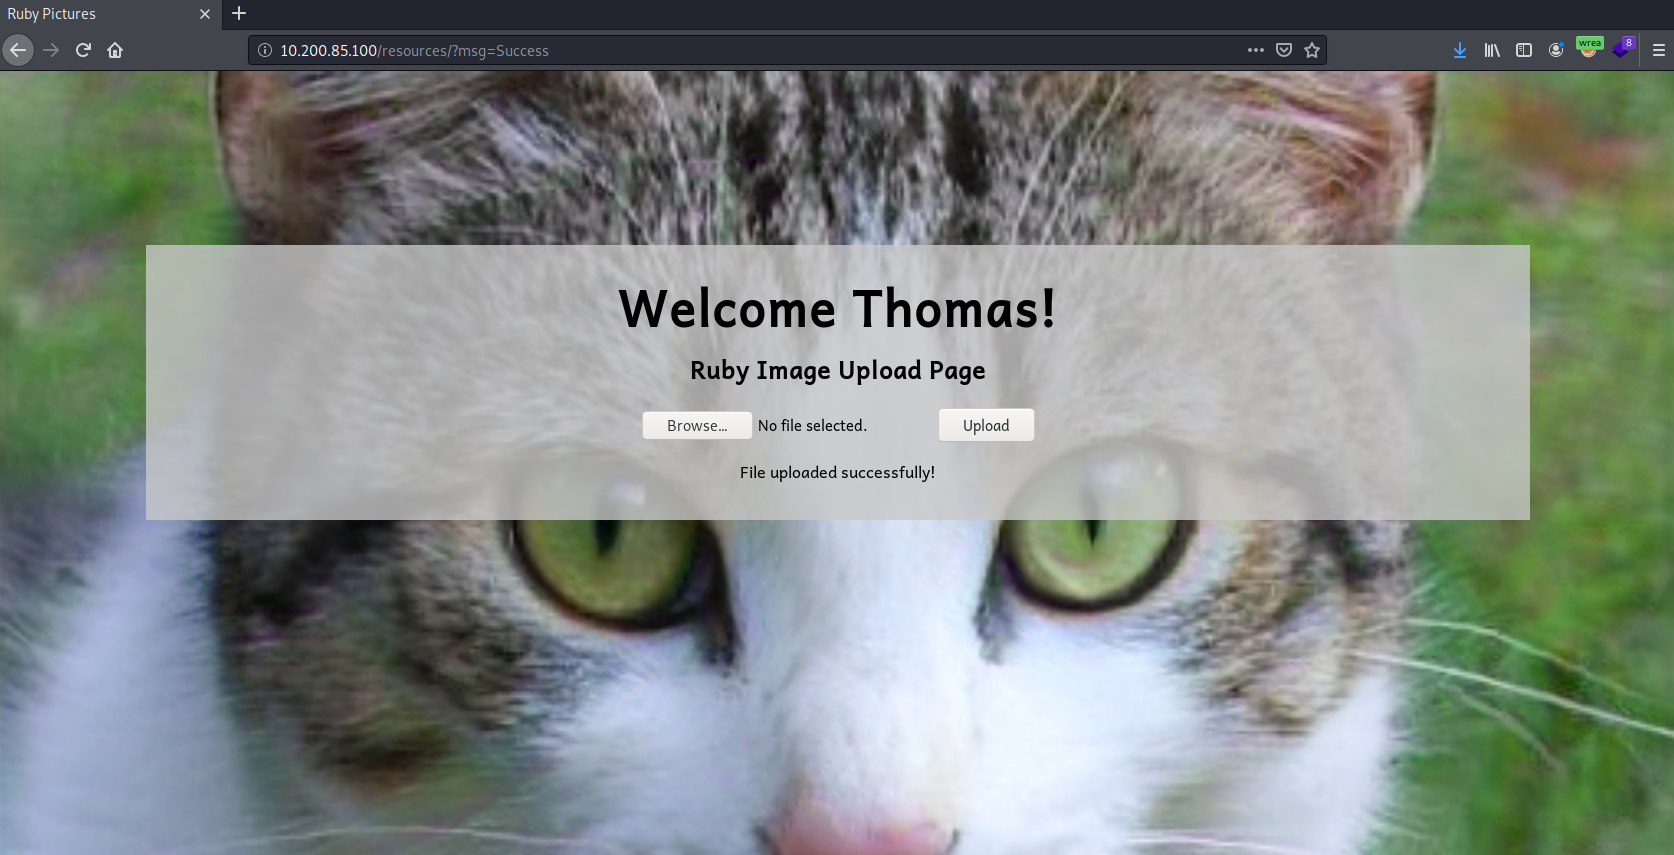 Ruby Pictures
10.200.85.100/resources/?msg=Success
wrea
8
Welcome Thomas!
Ruby Image Upload Page
Browse... No file selected. Upload
File uploaded successfully!